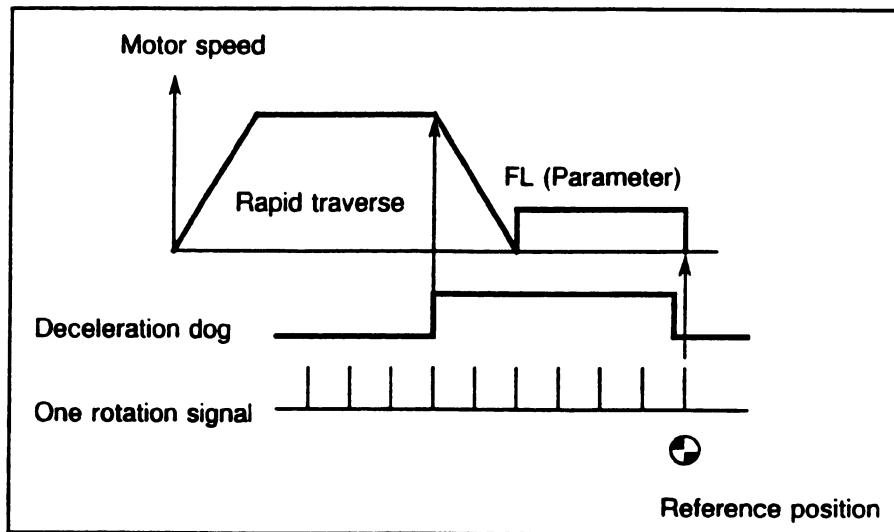 Motor speed
FL (Parameter)
Rapid traverse
Deceleration dog
One rotation signal
Reference position